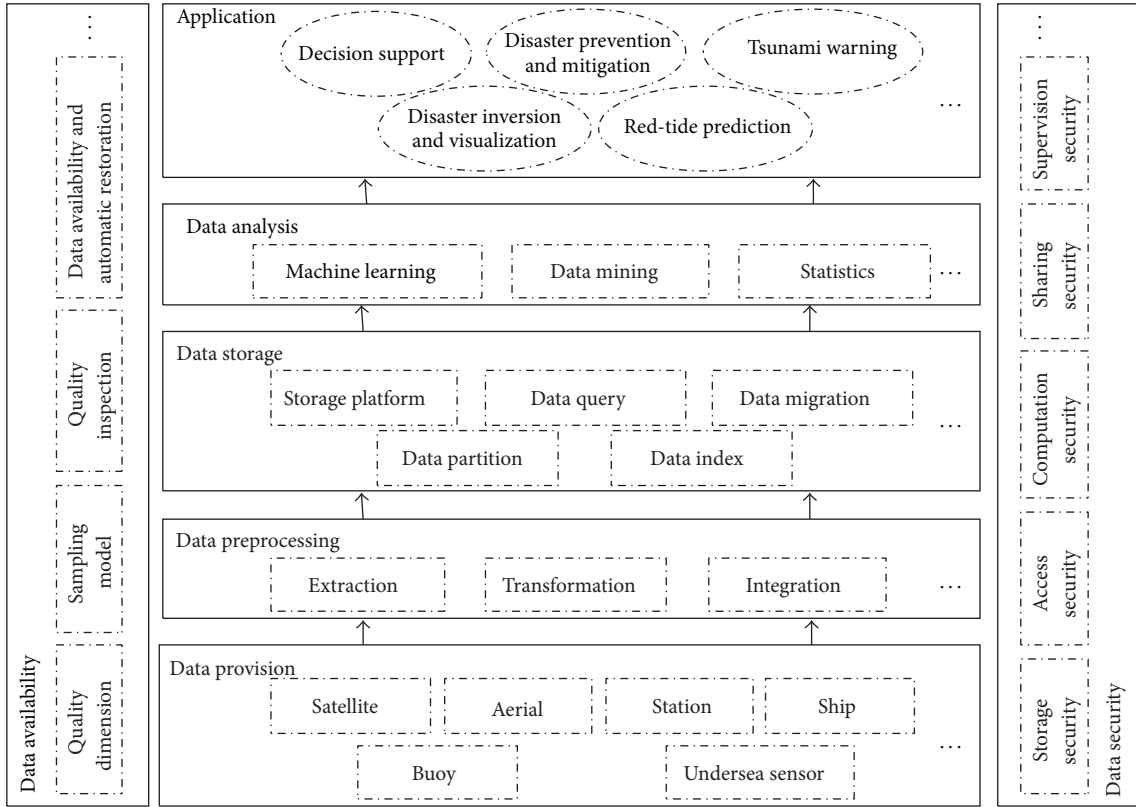 Application
Decision support
Disaster prevention
and mitigation
Tsunami warning
Disaster inversion
and visualization
Red-tide prediction
...
Data analysis
Machine learning
Data mining
Statistics
...
Data storage
Storage platform
Data query
Data migration
Data partition
Data index
...
Data preprocessing
Extraction
Transformation
Integration
...
Data provision
Satellite
Aerial
Station
Ship
Buoy
Undersea sensor
...
Data availability
Quality
dimension
Sampling
model
Quality
inspection
Data availability and
automatic restoration
...
Storage
security
Access
security
Computation
security
Sharing
security
Supervision
security
...
Data security